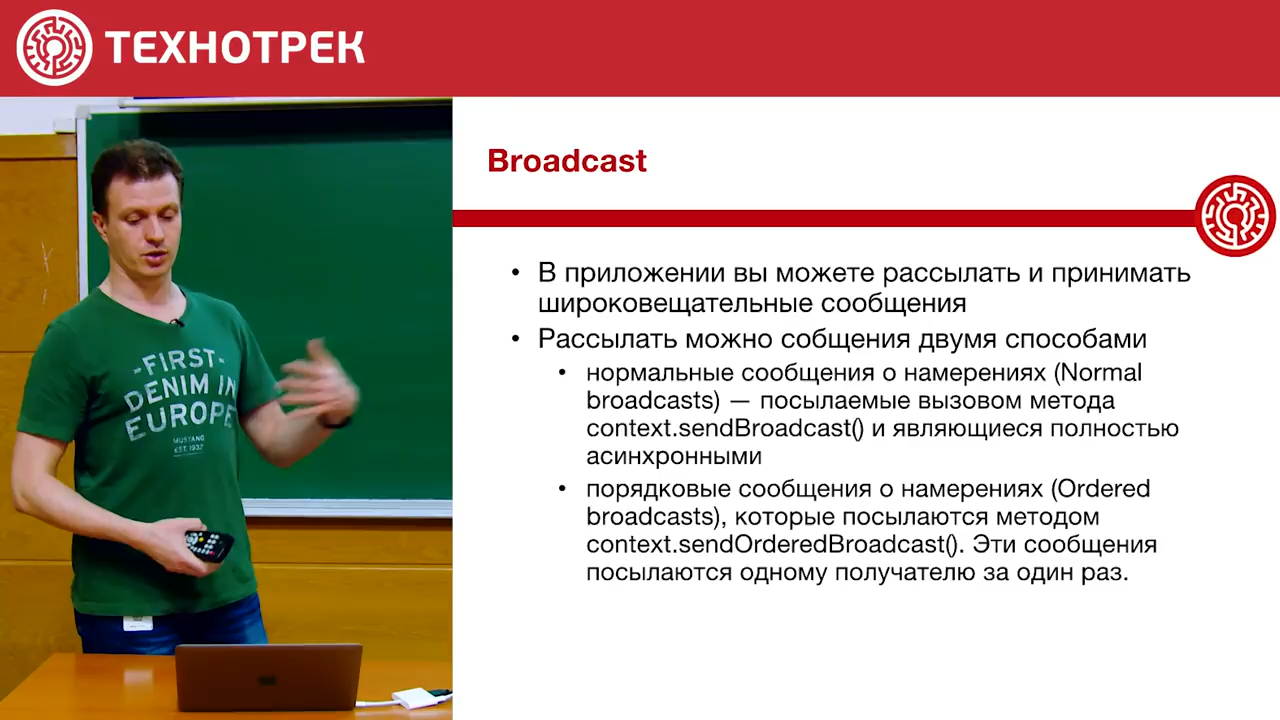 ТЕХНОТРЕК
-FIRST-
DENIM IN
EUROPE
MUSTANG
EST. 1932
Broadcast
• В приложении вы можете рассылать и принимать
широковещательные сообщения
• Рассылать можно собщения двумя способами
• нормальные сообщения о намерениях (Normal
broadcasts) — посылаемые вызовом метода
context.sendBroadcast() и являющиеся полностью
асинхронными
• порядковые сообщения о намерениях (Ordered
broadcasts), которые посылаются методом
context.sendOrderedBroadcast(). Эти сообщения
посылаются одному получателю за один раз.